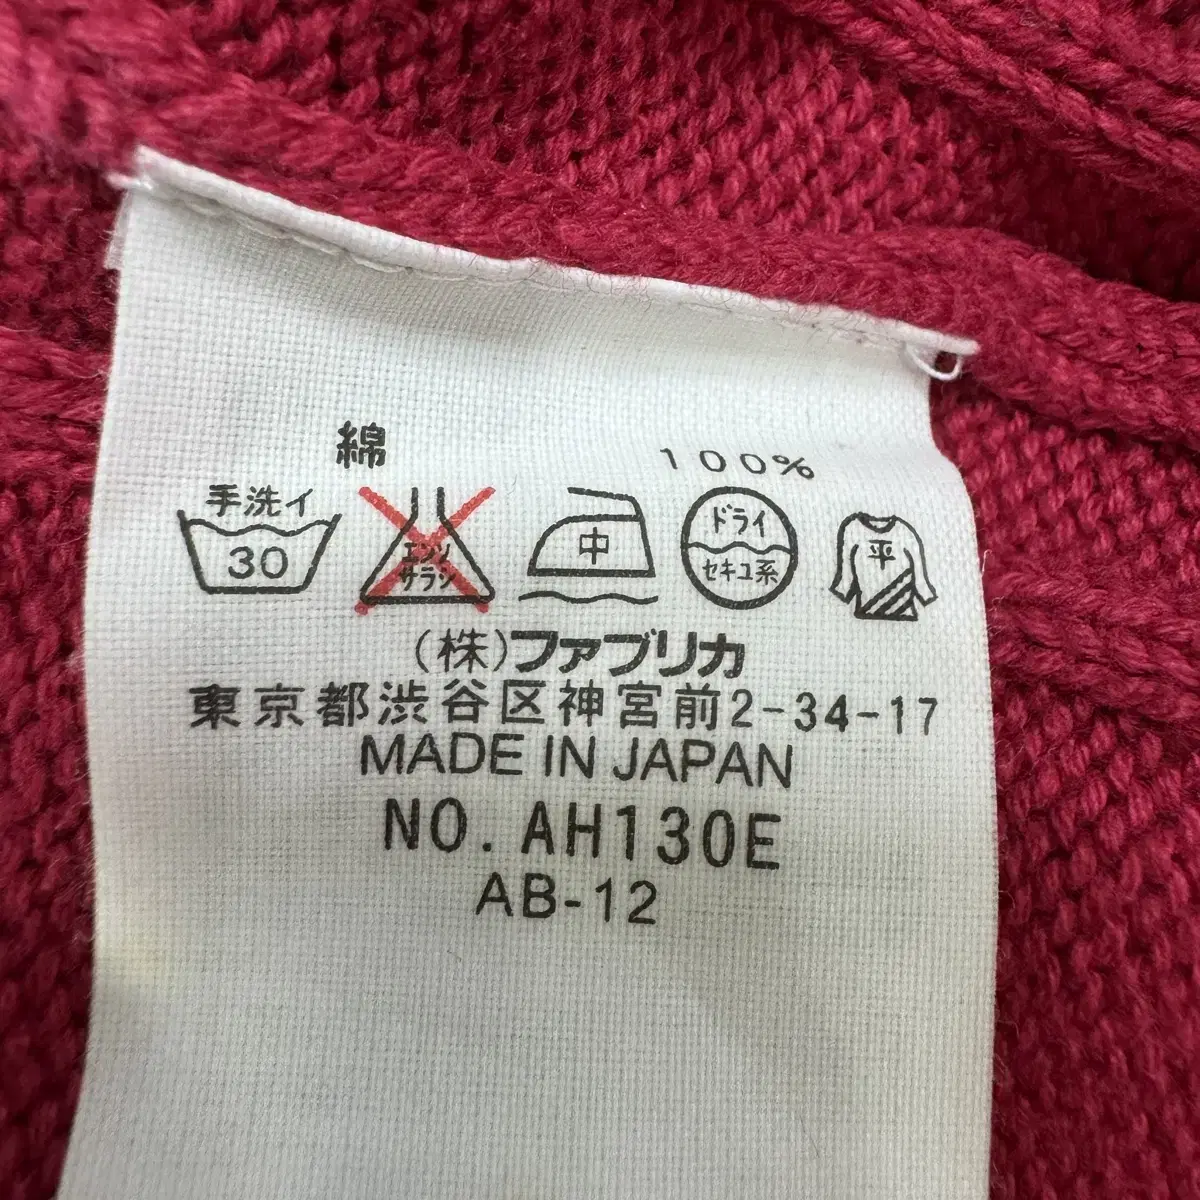 綿 100%
手洗イ
30
エンソ
サラシ
中
ドライ
セキユ系
平
(株)ファブリカ
東京都渋谷区神宮前2-34-17
MADE IN JAPAN
NO. AH130E
AB-12